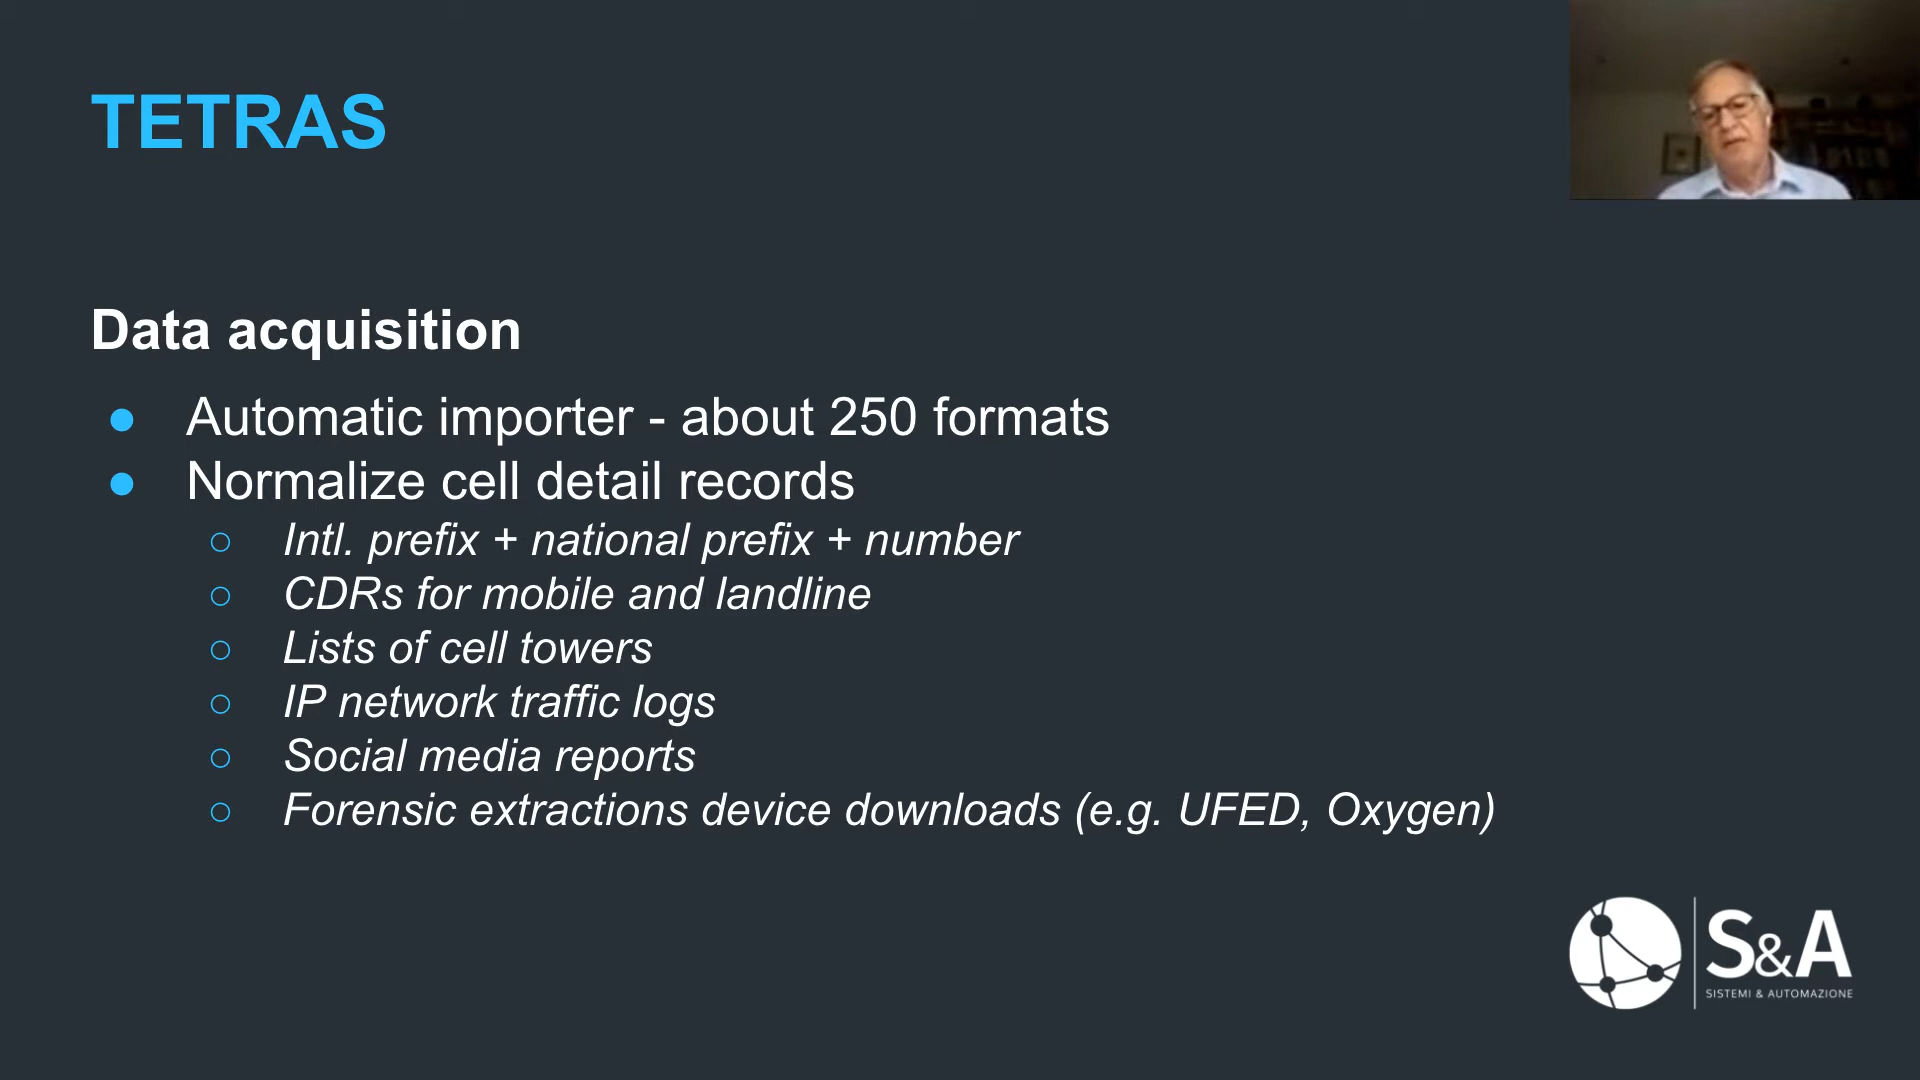 TETRAS
Data acquisition
● Automatic importer - about 250 formats
● Normalize cell detail records
○ Intl. prefix + national prefix + number
○ CDRs for mobile and landline
○ Lists of cell towers
○ IP network traffic logs
○ Social media reports
○ Forensic extractions device downloads (e.g. UFED, Oxygen)
S&A
SISTEMI & AUTOMAZIONE